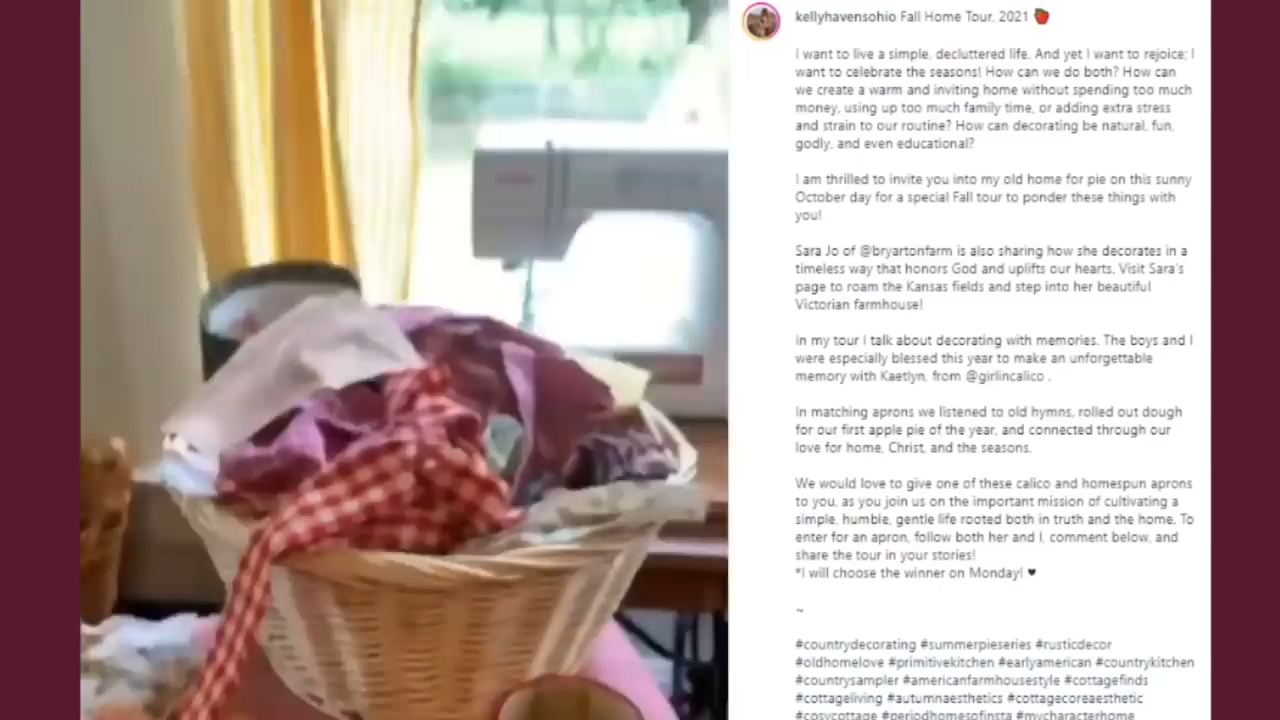 kellyhavensohio Fall Home Tour, 2021
I want to live a simple, decluttered life. And yet I want to rejoice; I
want to celebrate the seasons! How can we do both? How can
we create a warm and inviting home without spending too much
money, using up too much family time, or adding extra stress
and strain to our routine? How can decorating be natural, fun,
godly, and even educational?
I am thrilled to invite you into my old home for pie on this sunny
October day for a special Fall tour to ponder these things with
you!
Sara Jo of @bryartonfarm is also sharing how she decorates in a
timeless way that honors God and uplifts our hearts. Visit Sara's
page to roam the Kansas fields and step into her beautiful
Victorian farmhouse!
In my tour I talk about decorating with memories. The boys and I
were especially blessed this year to make an unforgettable
memory with Kaetlyn, from @girlincalico .
In matching aprons we listened to old hymns, rolled out dough
for our first apple pie of the year, and connected through our
love for home, Christ, and the seasons.
We would love to give one of these calico and homespun aprons
to you, as you join us on the important mission of cultivating a
simple, humble, gentle life rooted both in truth and the home. To
enter for an apron, follow both her and I, comment below, and
share the tour in your stories!
*I will choose the winner on Monday! ♥
~
#countrydecorating #summerpieseries #rusticdecor
#oldhomelove #primitivekitchen #earlyamerican #countrykitchen
#countrysampler #americanfarmhousestyle #cottagefinds
#cottageliving #autumnaesthetics #cottagecoreaesthetic
#cosycottage #periodhomesofinsta #mycharacterhome